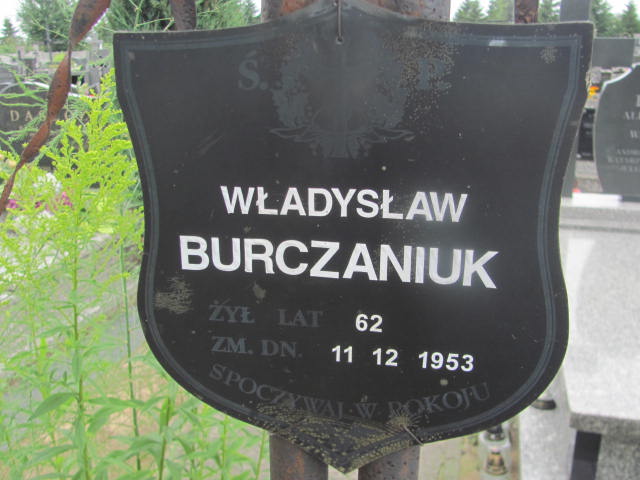 Ś. P
WŁADYSŁAW
BURCZANIUK
ŻYŁ LAT 62
ZM. DN. 11 12 1953
SPOCZYWAJ W POKOJU